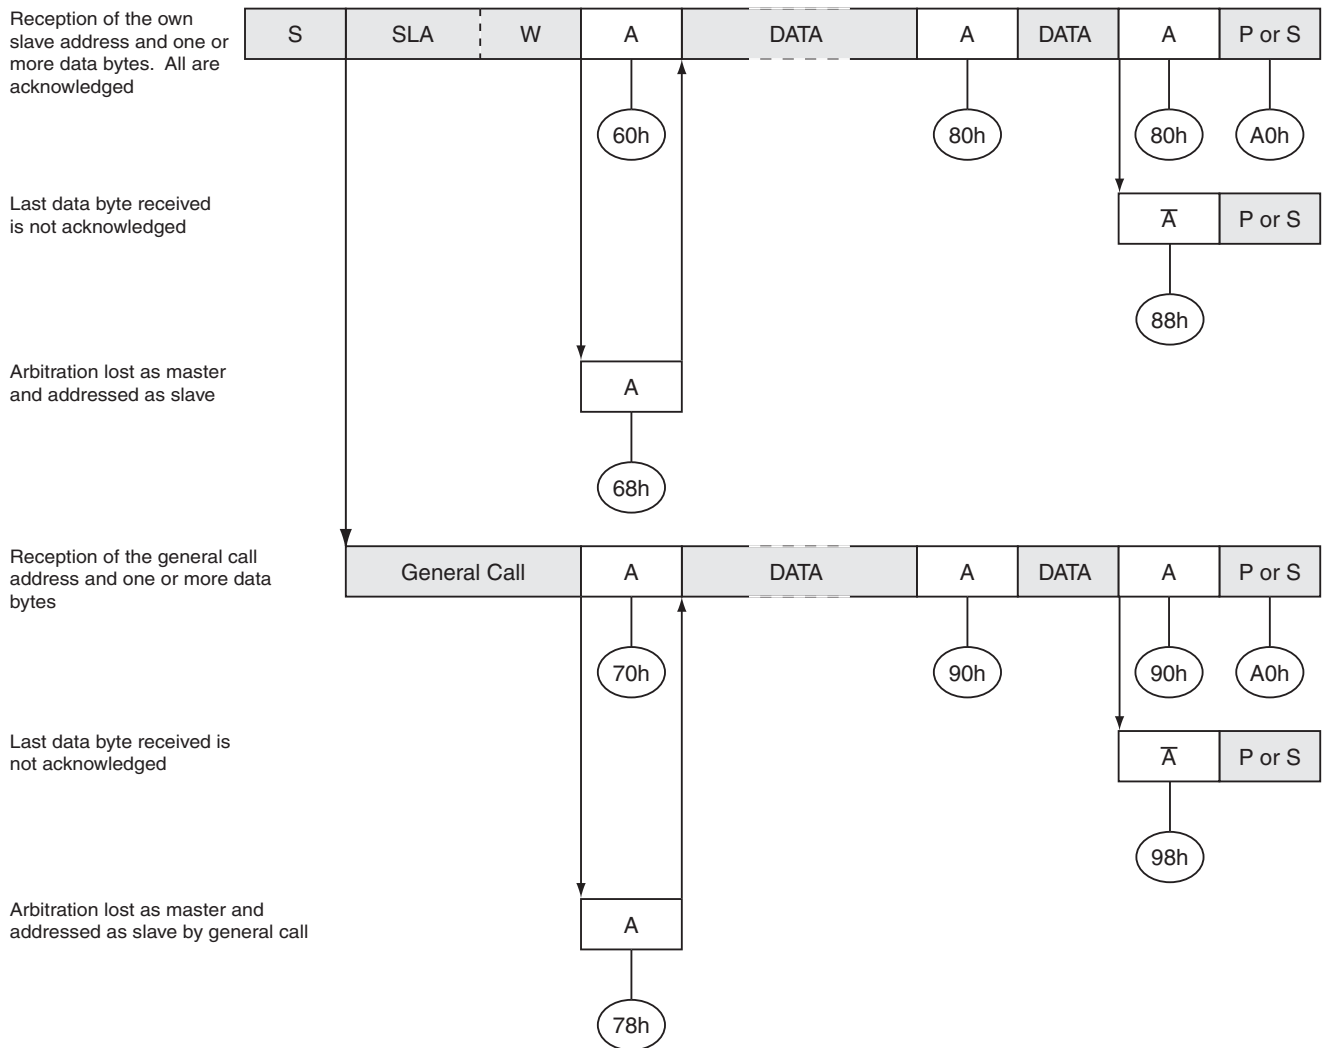 Reception of the own
slave address and one or
more data bytes. All are
acknowledged
S SLA W A DATA A DATA A P or S
60h 80h 80h A0h
Last data byte received
is not acknowledged
A̅ P or S
88h
Arbitration lost as master
and addressed as slave
A
68h
Reception of the general call
address and one or more data
bytes
General Call A DATA A DATA A P or S
70h 90h 90h A0h
Last data byte received is
not acknowledged
A̅ P or S
98h
Arbitration lost as master and
addressed as slave by general call
A
78h